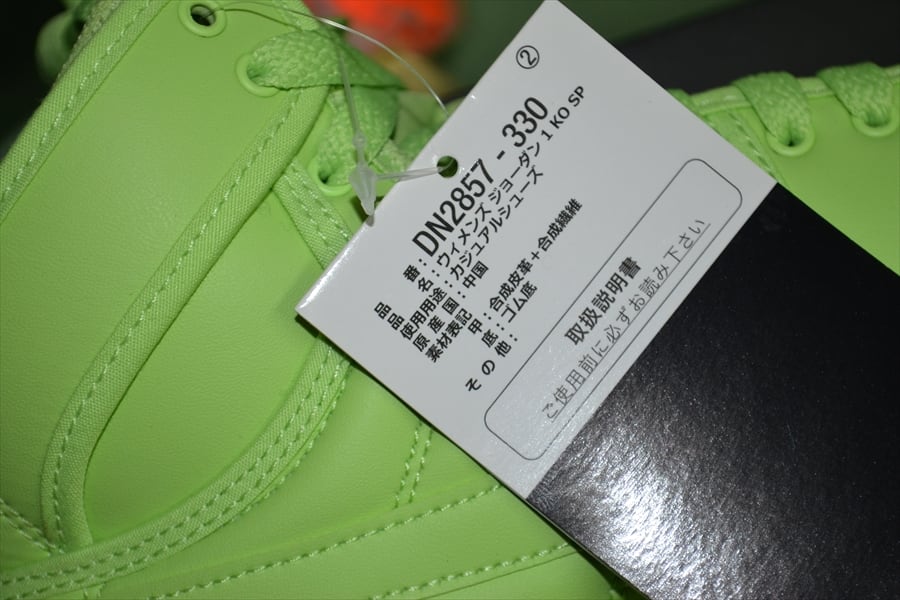 ②
品番:DN2857 - 330
品名:ウィメンズ ジョーダン 1 KO SP
使用用途:カジュアルシューズ
原産国:中国
素材表記 甲:合成皮革+合成繊維
底:ゴム底
その他:
取扱説明書
ご使用前に必ずお読み下さい